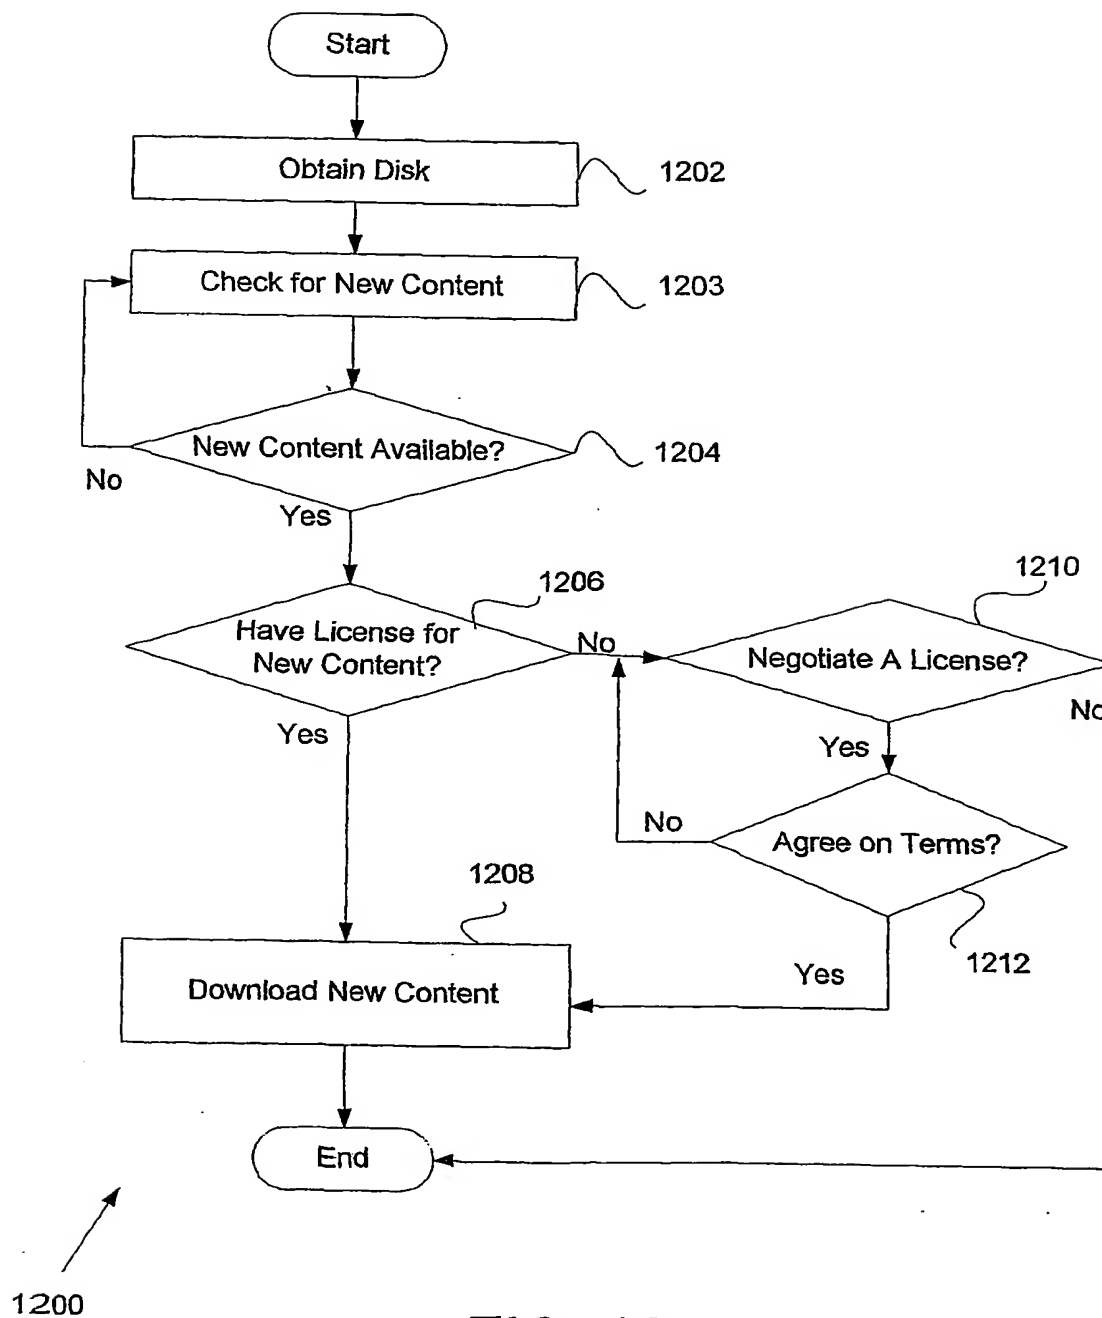 Start
Obtain Disk
1202
Check for New Content
1203
New Content Available?
1204
No
Yes
1206
1210
Have License for
New Content?
No
Negotiate A License?
No
Yes
Yes
No
Agree on Terms?
1208
1212
Download New Content
Yes
End
1200